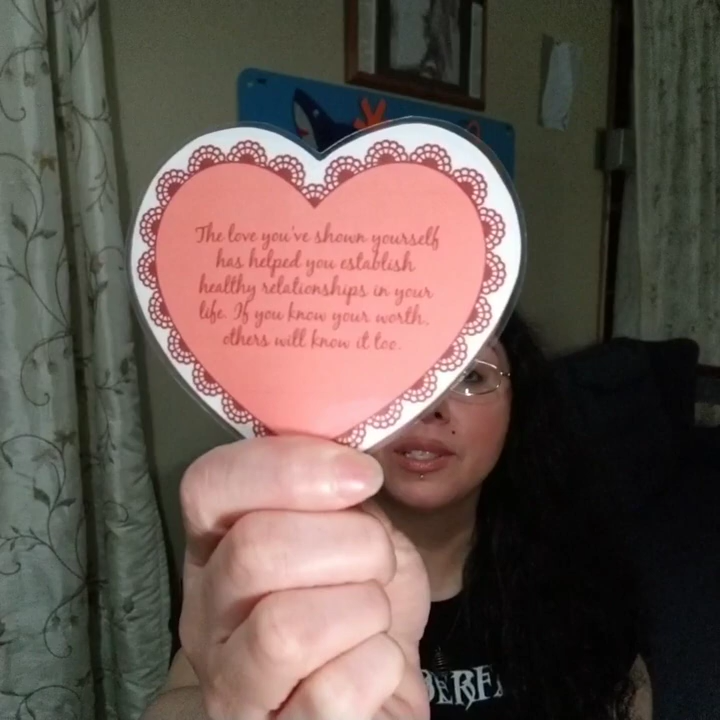 The love you've shown yourself
has helped you establish
healthy relationships in your
life. If you know your worth,
others will know it too.